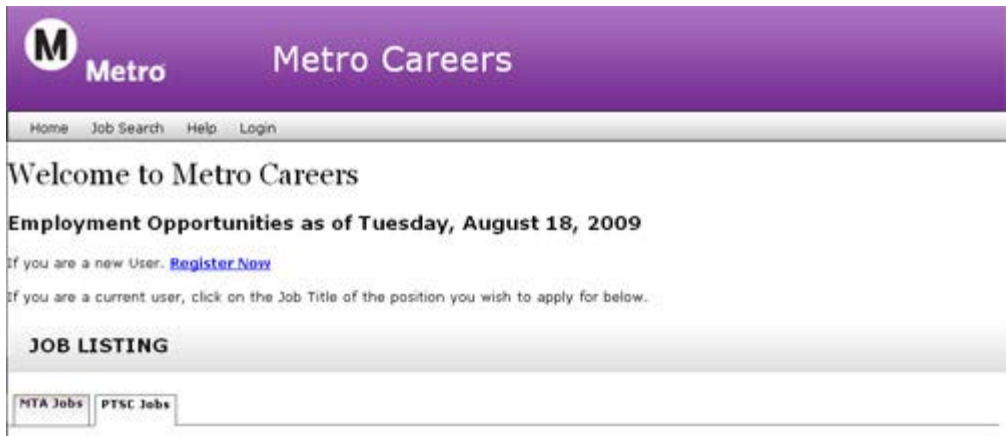 M Metro
Metro Careers
Home Job Search Help Login
Welcome to Metro Careers
Employment Opportunities as of Tuesday, August 18, 2009
If you are a new User. Register Now
If you are a current user, click on the Job Title of the position you wish to apply for below.
JOB LISTING
MTA Jobs PTSC Jobs